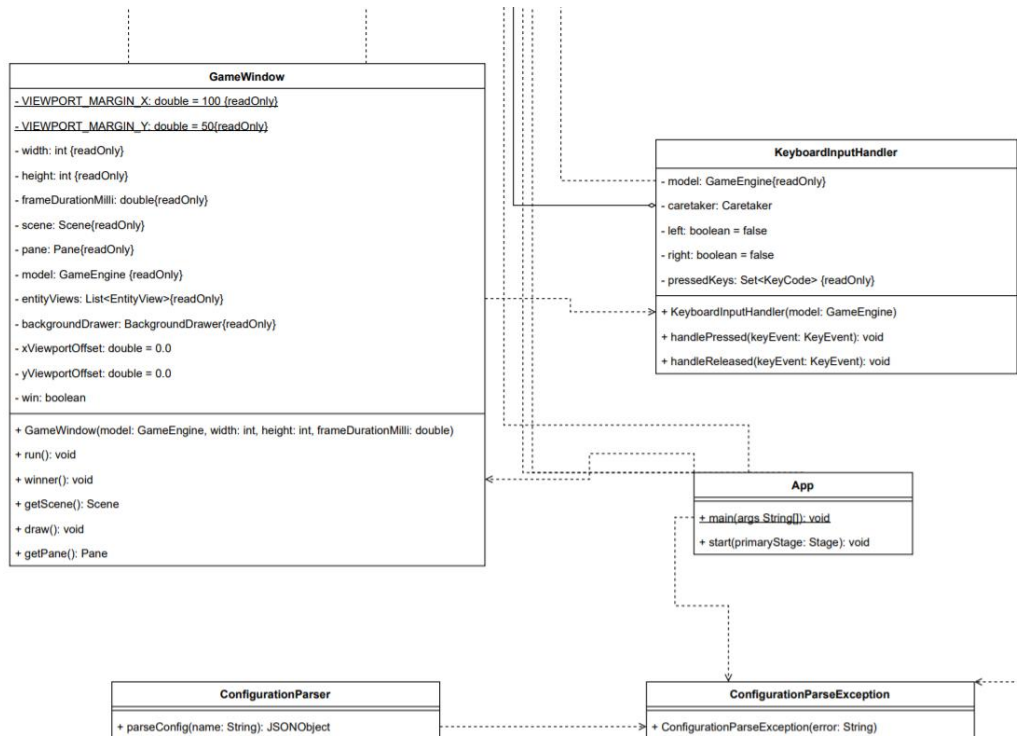 GameWindow
- VIEWPORT_MARGIN_X: double = 100 {readOnly}
- VIEWPORT_MARGIN_Y: double = 50{readOnly}
- width: int {readOnly}
- height: int {readOnly}
- frameDurationMilli: double{readOnly}
- scene: Scene{readOnly}
- pane: Pane{readOnly}
- model: GameEngine {readOnly}
- entityViews: List<EntityView>{readOnly}
- backgroundDrawer: BackgroundDrawer{readOnly}
- xViewportOffset: double = 0.0
- yViewportOffset: double = 0.0
- win: boolean
+ GameWindow(model: GameEngine, width: int, height: int, frameDurationMilli: double)
+ run(): void
+ winner(): void
+ getScene(): Scene
+ draw(): void
+ getPane(): Pane
KeyboardInputHandler
- model: GameEngine{readOnly}
- caretaker: Caretaker
- left: boolean = false
- right: boolean = false
- pressedKeys: Set<KeyCode> {readOnly}
+ KeyboardInputHandler(model: GameEngine)
+ handlePressed(keyEvent: KeyEvent): void
+ handleReleased(keyEvent: KeyEvent): void
App
+ main(args String[]): void
+ start(primaryStage: Stage): void
ConfigurationParser
+ parseConfig(name: String): JSONObject
ConfigurationParseException
+ ConfigurationParseException(error: String)